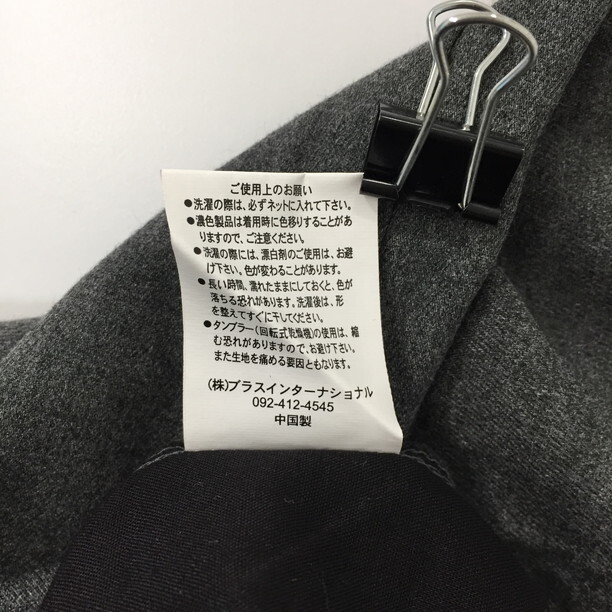 ご使用上のお願い
●洗濯の際は、必ずネットに入れて下さい。
●濃色製品は着用時に色移りすることがあ
りますので、ご注意ください。
●洗濯の際には、漂白剤のご使用は、お避
け下さい。色が変わることがあります。
●長い時間、濡れたままにしておくと、色が
落ちる恐れがあります。洗濯後は、形
を整えてすぐに干してください。
●タンブラー(回転式乾燥機)の使用は、縮
む恐れがありますので、お避け下さい。
また生地を痛める要因ともなります。
(株)プラスインターナショナル
092-412-4545
中国製